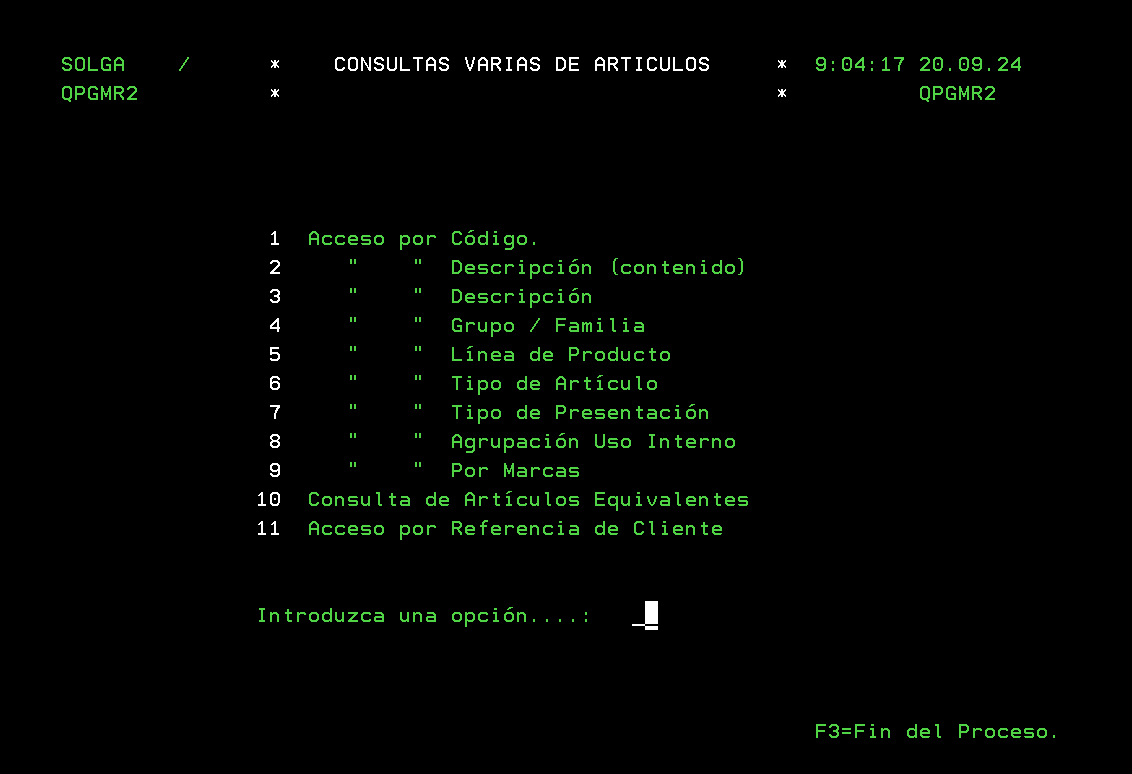 SOLGA / * CONSULTAS VARIAS DE ARTICULOS * 9:04:17 20.09.24
QPGMR2 * * QPGMR2
1 Acceso por Código.
2 " " Descripción (contenido)
3 " " Descripción
4 " " Grupo / Familia
5 " " Línea de Producto
6 " " Tipo de Artículo
7 " " Tipo de Presentación
8 " " Agrupación Uso Interno
9 " " Por Marcas
10 Consulta de Artículos Equivalentes
11 Acceso por Referencia de Cliente
Introduzca una opción....: _
F3=Fin del Proceso.